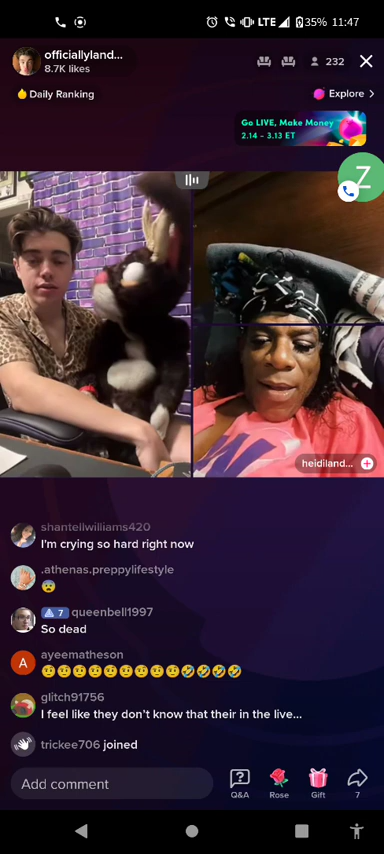 LTE 35% 11:47
officiallyland...
8.7K likes
232
Daily Ranking
Explore
Go LIVE, Make Money
2.14 - 3.13 ET
Z
heidiland...
shantellwilliams420
I'm crying so hard right now
.athenas.preppylifestyle
😨
7 queenbell1997
So dead
A
ayeematheson
🤨🤨🤨🤨🤨🤨🤨🤨🤨🤣🤣🤣🤣
glitch91756
I feel like they don't know that their in the live...
trickee706 joined
Add comment
Q&A Rose Gift 7